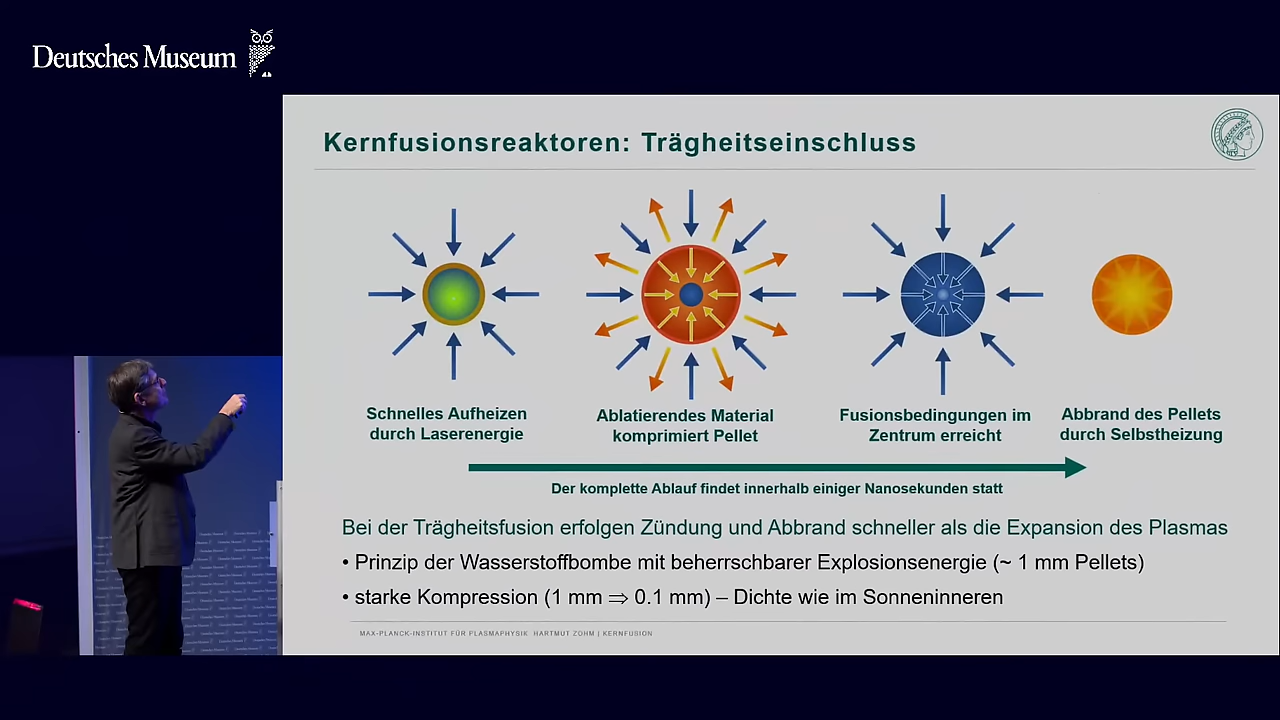 Deutsches Museum
Kernfusionsreaktoren: Trägheitseinschluss
Schnelles Aufheizen
durch Laserenergie
Ablatierendes Material
komprimiert Pellet
Fusionsbedingungen im
Zentrum erreicht
Abbrand des Pellets
durch Selbstheizung
Der komplette Ablauf findet innerhalb einiger Nanosekunden statt
Bei der Trägheitsfusion erfolgen Zündung und Abbrand schneller als die Expansion des Plasmas
• Prinzip der Wasserstoffbombe mit beherrschbarer Explosionsenergie (~ 1 mm Pellets)
• starke Kompression (1 mm ⇒ 0.1 mm) – Dichte wie im Sonneninneren
MAX-PLANCK-INSTITUT FÜR PLASMAPHYSIK HARTMUT ZOHM | KERNFUSION